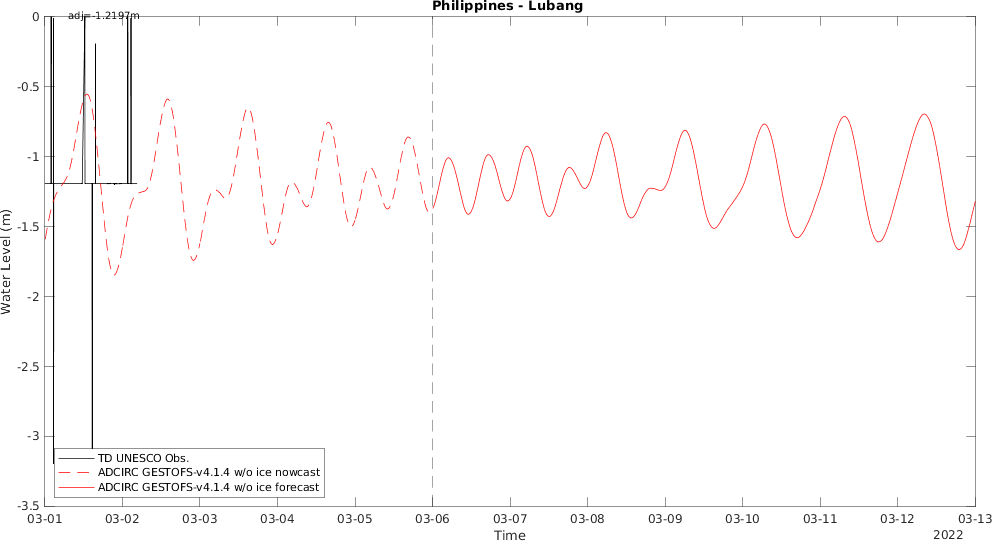 Philippines - Lubang
adj=-1.2197m
0
-0.5
-1
-1.5
-2
-2.5
-3
-3.5
Water Level (m)
TD UNESCO Obs.
ADCIRC GESTOFS-v4.1.4 w/o ice nowcast
ADCIRC GESTOFS-v4.1.4 w/o ice forecast
03-01 03-02 03-03 03-04 03-05 03-06 03-07 03-08 03-09 03-10 03-11 03-12 03-13
Time
2022